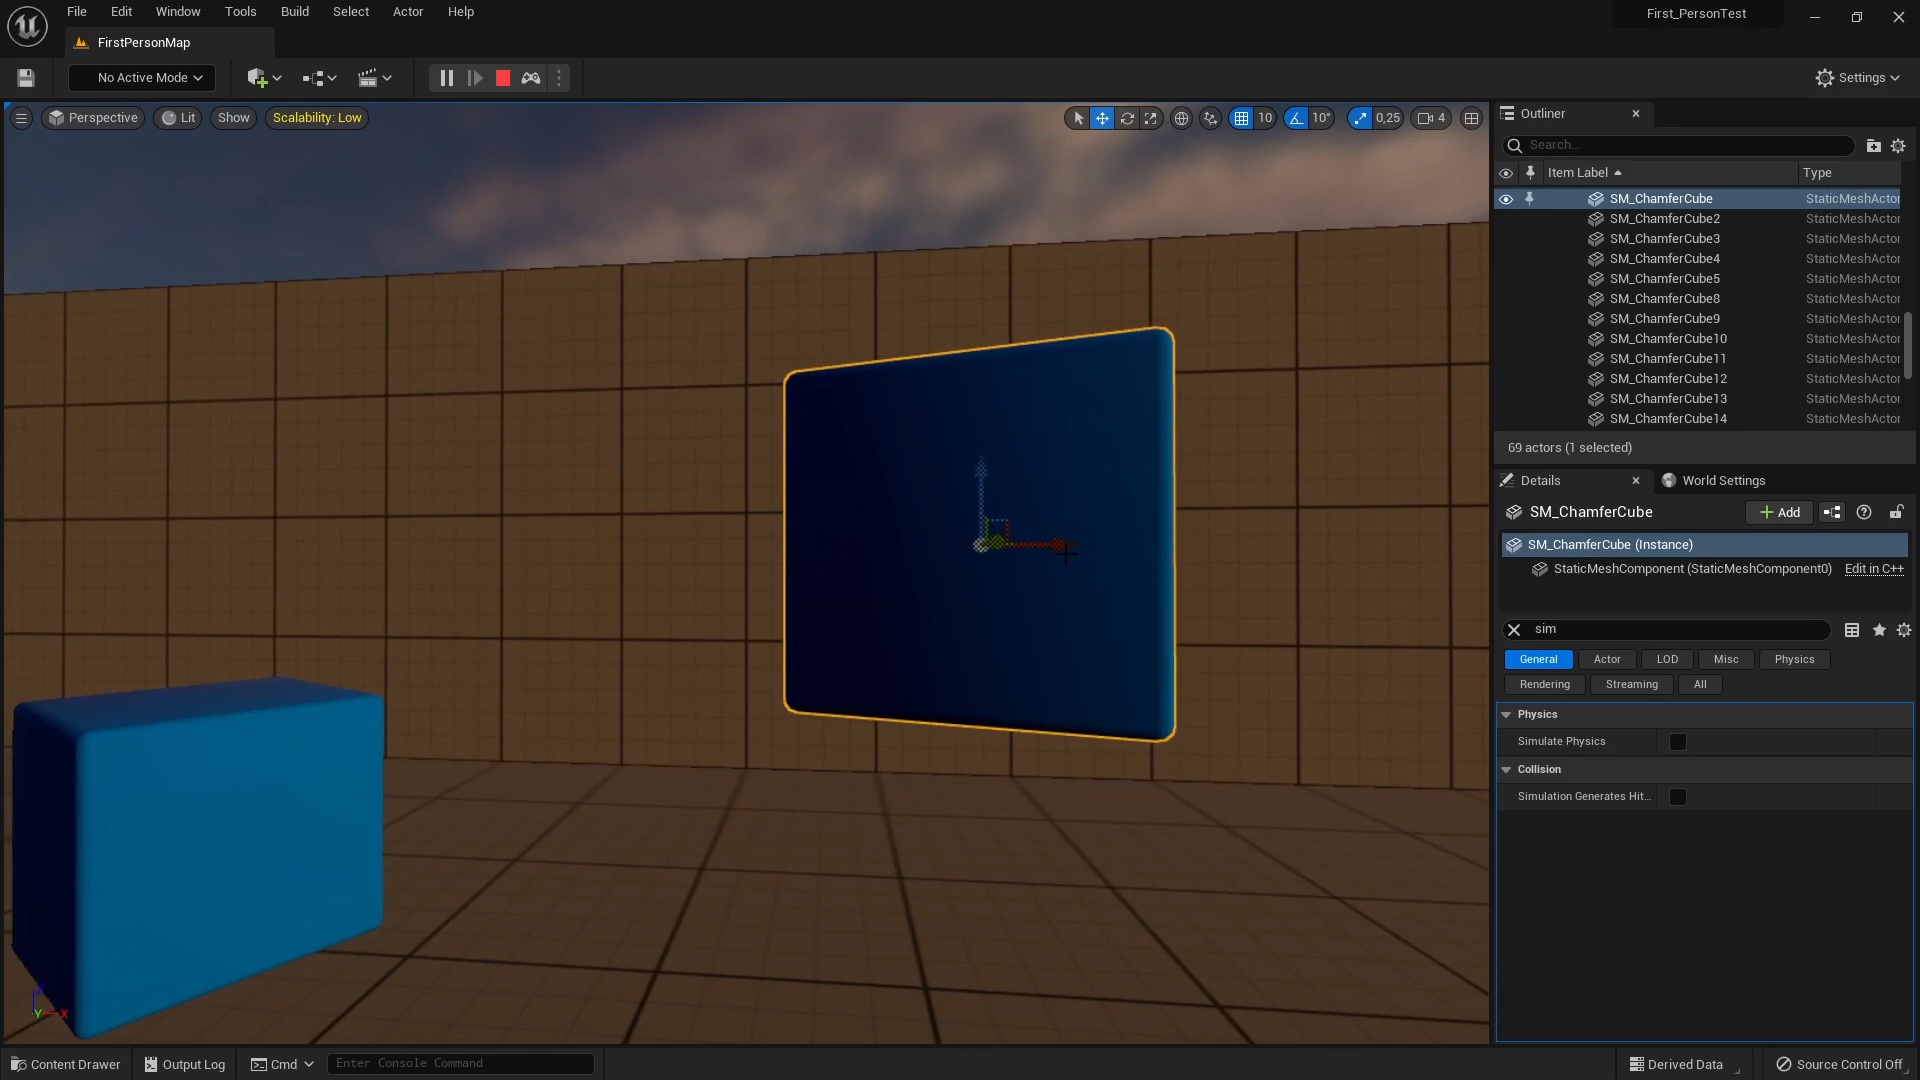 File Edit Window Tools Build Select Actor Help
First_PersonTest
FirstPersonMap
No Active Mode
Settings
Perspective Lit Show Scalability: Low
10 10° 0,25 4
Outliner
Search...
Item Label Type
SM_ChamferCube StaticMeshActor
SM_ChamferCube2 StaticMeshActor
SM_ChamferCube3 StaticMeshActor
SM_ChamferCube4 StaticMeshActor
SM_ChamferCube5 StaticMeshActor
SM_ChamferCube8 StaticMeshActor
SM_ChamferCube9 StaticMeshActor
SM_ChamferCube10 StaticMeshActor
SM_ChamferCube11 StaticMeshActor
SM_ChamferCube12 StaticMeshActor
SM_ChamferCube13 StaticMeshActor
SM_ChamferCube14 StaticMeshActor
69 actors (1 selected)
Details World Settings
SM_ChamferCube Add
SM_ChamferCube (Instance)
StaticMeshComponent (StaticMeshComponent0) Edit in C++
sim
General Actor LOD Misc Physics
Rendering Streaming All
Physics
Simulate Physics
Collision
Simulation Generates Hit...
Z
Y X
Content Drawer Output Log Cmd Enter Console Command Derived Data Source Control Off